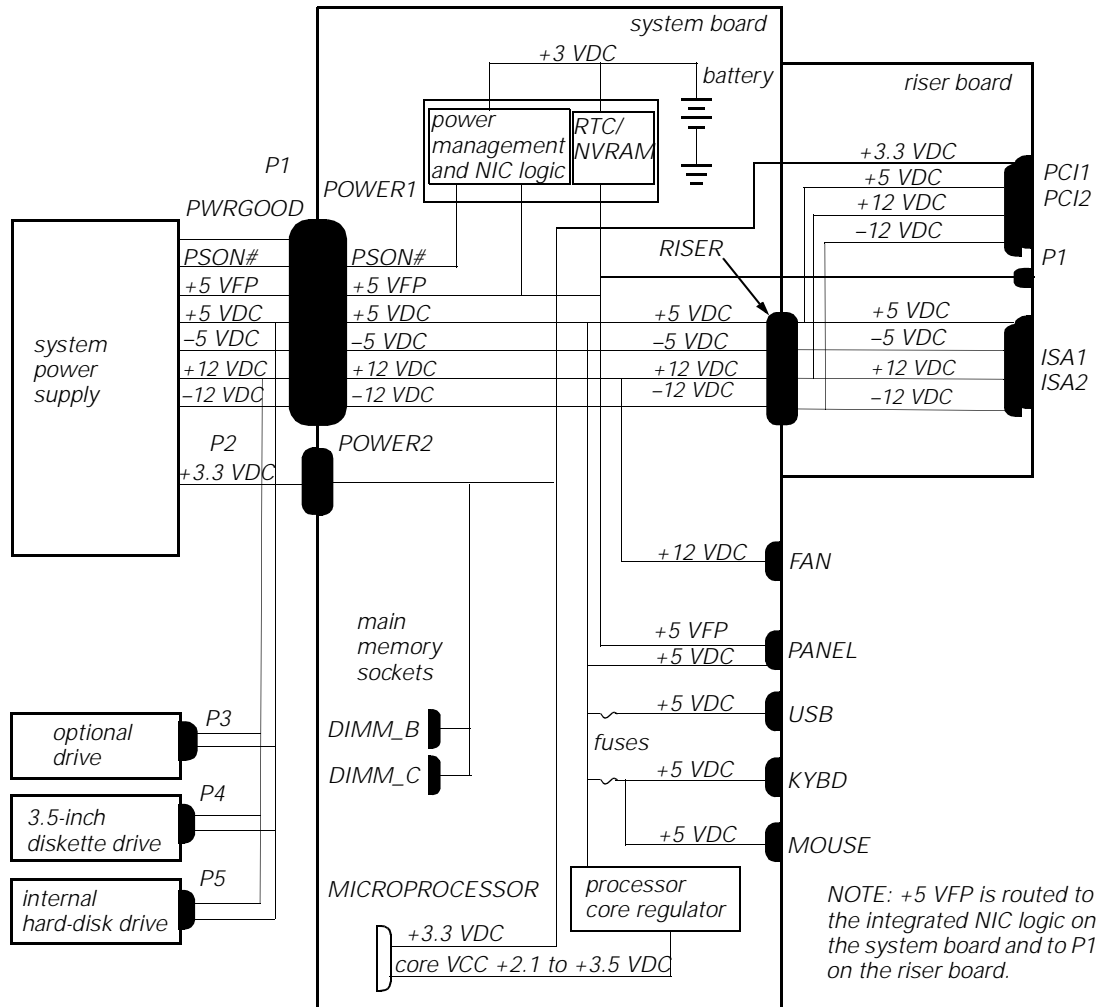 system board
+3 VDC
battery
riser board
power
management
and NIC logic
RTC/
NVRAM
+3.3 VDC
+5 VDC
+12 VDC
–12 VDC
PCI1
PCI2
P1
POWER1
PWRGOOD
RISER
P1
PSON#
+5 VFP
+5 VDC
–5 VDC
+12 VDC
–12 VDC
PSON#
+5 VFP
+5 VDC
–5 VDC
+12 VDC
–12 VDC
+5 VDC
–5 VDC
+12 VDC
–12 VDC
+5 VDC
–5 VDC
+12 VDC
–12 VDC
ISA1
ISA2
system
power
supply
P2
POWER2
+3.3 VDC
+12 VDC
FAN
main
memory
sockets
+5 VFP
+5 VDC
PANEL
optional
drive
P3
DIMM_B
+5 VDC
USB
fuses
DIMM_C
+5 VDC
KYBD
3.5-inch
diskette drive
P4
+5 VDC
MOUSE
internal
hard-disk drive
P5
MICROPROCESSOR
processor
core regulator
+3.3 VDC
core VCC +2.1 to +3.5 VDC
NOTE: +5 VFP is routed to
the integrated NIC logic on
the system board and to P1
on the riser board.